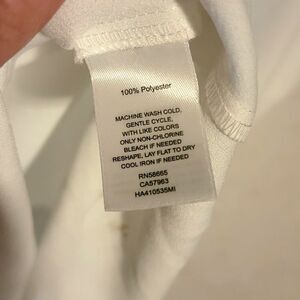 100% Polyester
MACHINE WASH COLD,
GENTLE CYCLE,
WITH LIKE COLORS
ONLY NON-CHLORINE
BLEACH IF NEEDED
RESHAPE, LAY FLAT TO DRY
COOL IRON IF NEEDED
RN58665
CA57963
HA410535MI